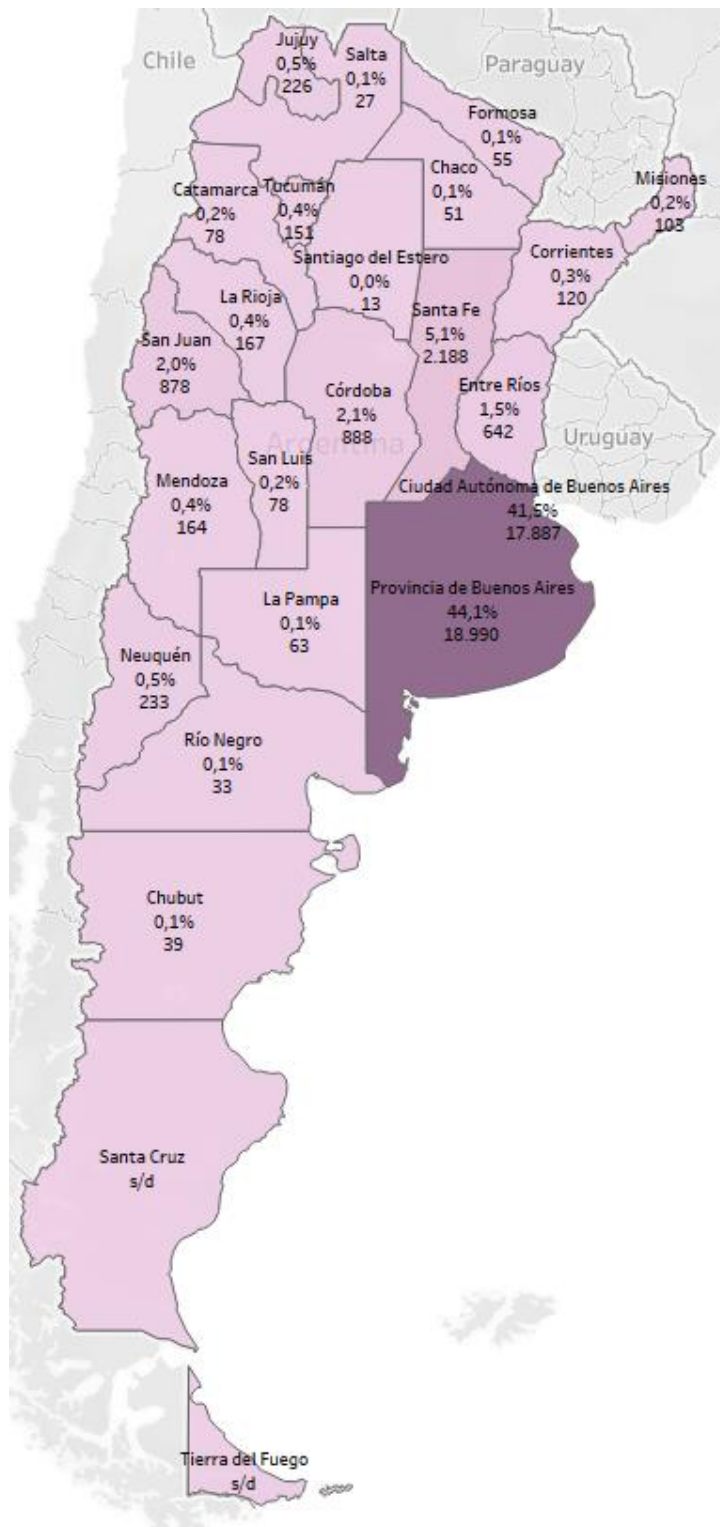 Jujuy
0,5%
226
Salta
0,1%
27
Chile
Paraguay
Formosa
0,1%
55
Chaco
0,1%
51
Misiones
0,2%
103
Catamarca
0,2%
78
Tucumán
0,4%
151
Santiago del Estero
0,0%
13
Corrientes
0,3%
120
La Rioja
0,4%
167
Santa Fe
5,1%
2.188
San Juan
2,0%
878
Córdoba
2,1%
888
Entre Ríos
1,5%
642
Argentina
Uruguay
San Luis
0,2%
78
Mendoza
0,4%
164
Ciudad Autónoma de Buenos Aires
41,5%
17.887
Provincia de Buenos Aires
44,1%
18.990
La Pampa
0,1%
63
Neuquén
0,5%
233
Río Negro
0,1%
33
Chubut
0,1%
39
Santa Cruz
s/d
Tierra del Fuego
s/d